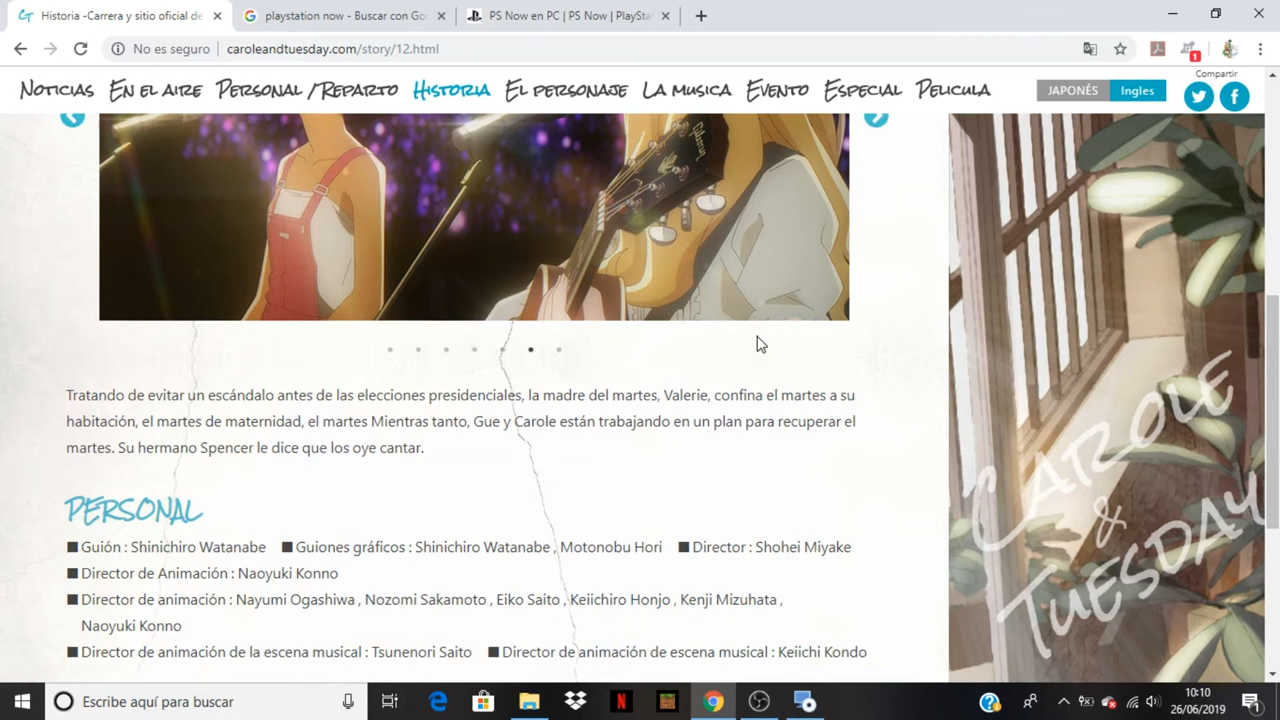 Historia -Carrera y sitio oficial de
playstation now - Buscar con Goo
PS Now en PC | PS Now | PlaySta
No es seguro
caroleandtuesday.com/story/12.html
1
Noticias En el aire Personal /Reparto Historia El personaje La musica Evento Especial Pelicula
JAPONÉS Ingles
Compartir
Gibson
Tratando de evitar un escándalo antes de las elecciones presidenciales, la madre del martes, Valerie, confina el martes a su
habitación, el martes de maternidad, el martes Mientras tanto, Gue y Carole están trabajando en un plan para recuperar el
martes. Su hermano Spencer le dice que los oye cantar.
PERSONAL
■ Guión : Shinichiro Watanabe ■ Guiones gráficos : Shinichiro Watanabe , Motonobu Hori ■ Director : Shohei Miyake
■ Director de Animación : Naoyuki Konno
■ Director de animación : Nayumi Ogashiwa , Nozomi Sakamoto , Eiko Saito , Keiichiro Honjo , Kenji Mizuhata ,
Naoyuki Konno
■ Director de animación de la escena musical : Tsunenori Saito ■ Director de animación de escena musical : Keiichi Kondo
CAROLE
&
TUESDAY
Escribe aquí para buscar
10:10
26/06/2019
1